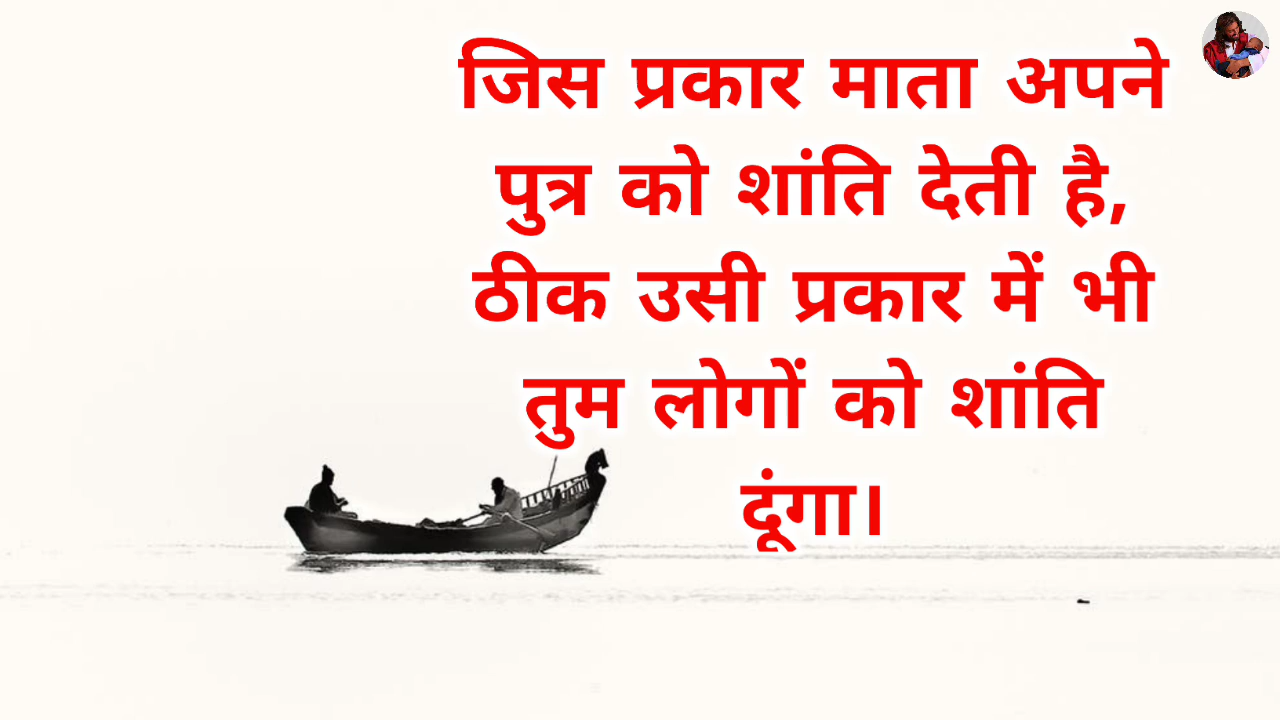 जिस प्रकार माता अपने
पुत्र को शांति देती है,
ठीक उसी प्रकार में भी
तुम लोगों को शांति
दूंगा।